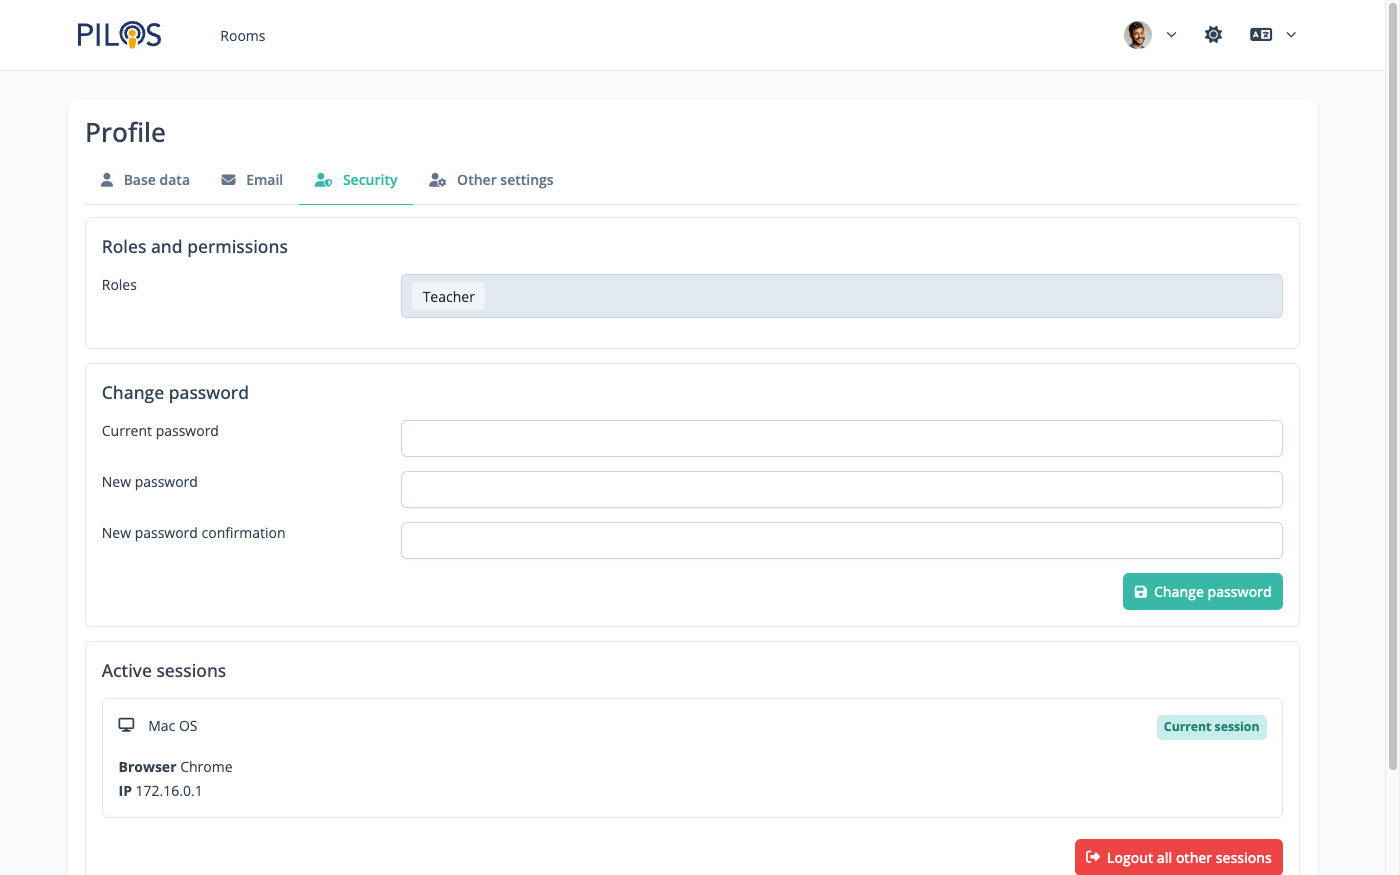 PILOS
Rooms
Profile
Base data
Email
Security
Other settings
Roles and permissions
Roles
Teacher
Change password
Current password
New password
New password confirmation
Change password
Active sessions
Mac OS
Current session
Browser Chrome
IP 172.16.0.1
Logout all other sessions